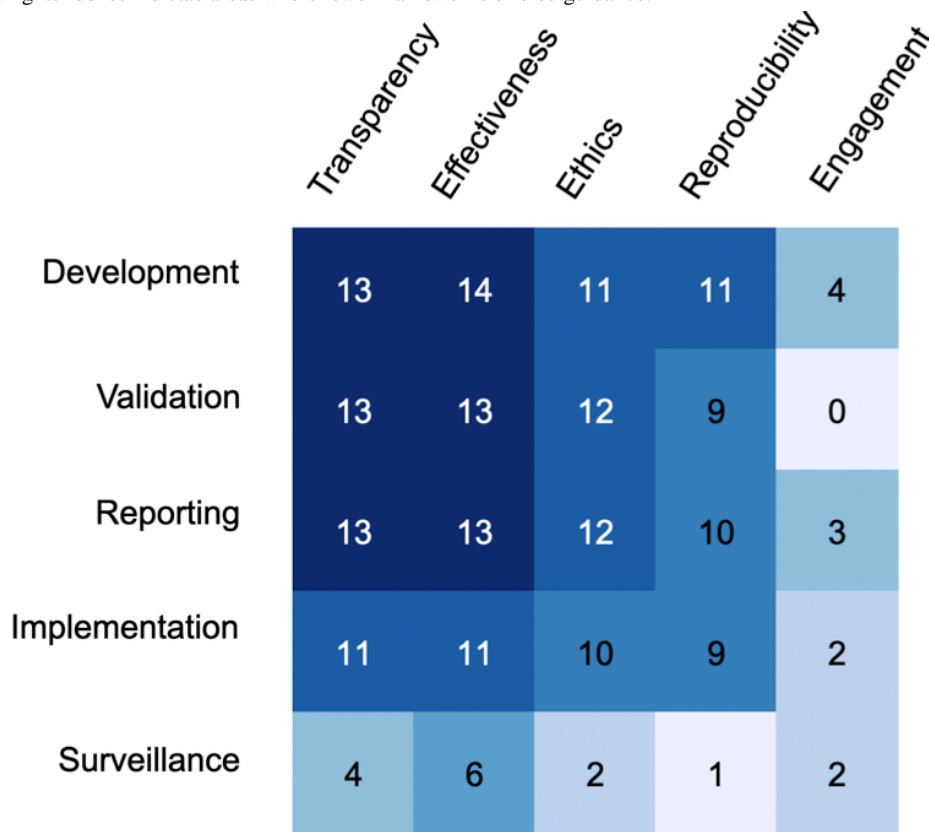 Transparency
Effectiveness
Ethics
Reproducibility
Engagement
Development 13 14 11 11 4
Validation 13 13 12 9 0
Reporting 13 13 12 10 3
Implementation 11 11 10 9 2
Surveillance 4 6 2 1 2